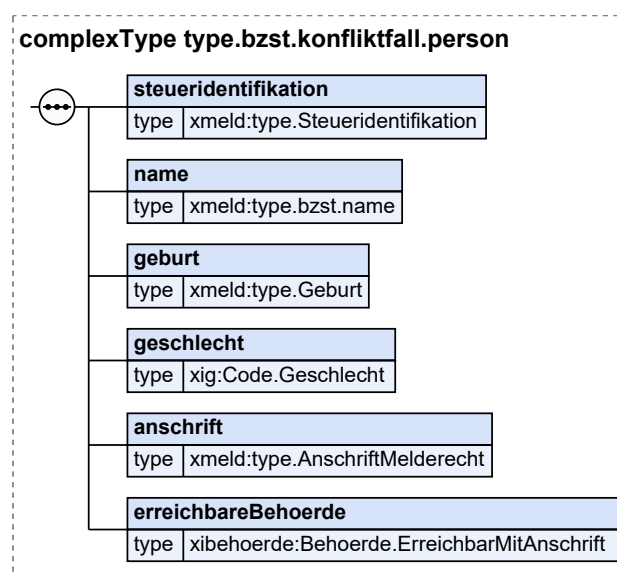 complexType type.bzst.konfliktfall.person
steueridentifikation
type xmeld:type.Steueridentifikation
name
type xmeld:type.bzst.name
geburt
type xmeld:type.Geburt
geschlecht
type xig:Code.Geschlecht
anschrift
type xmeld:type.AnschriftMelderecht
erreichbareBehoerde
type xibehoerde:Behoerde.ErreichbarMitAnschrift